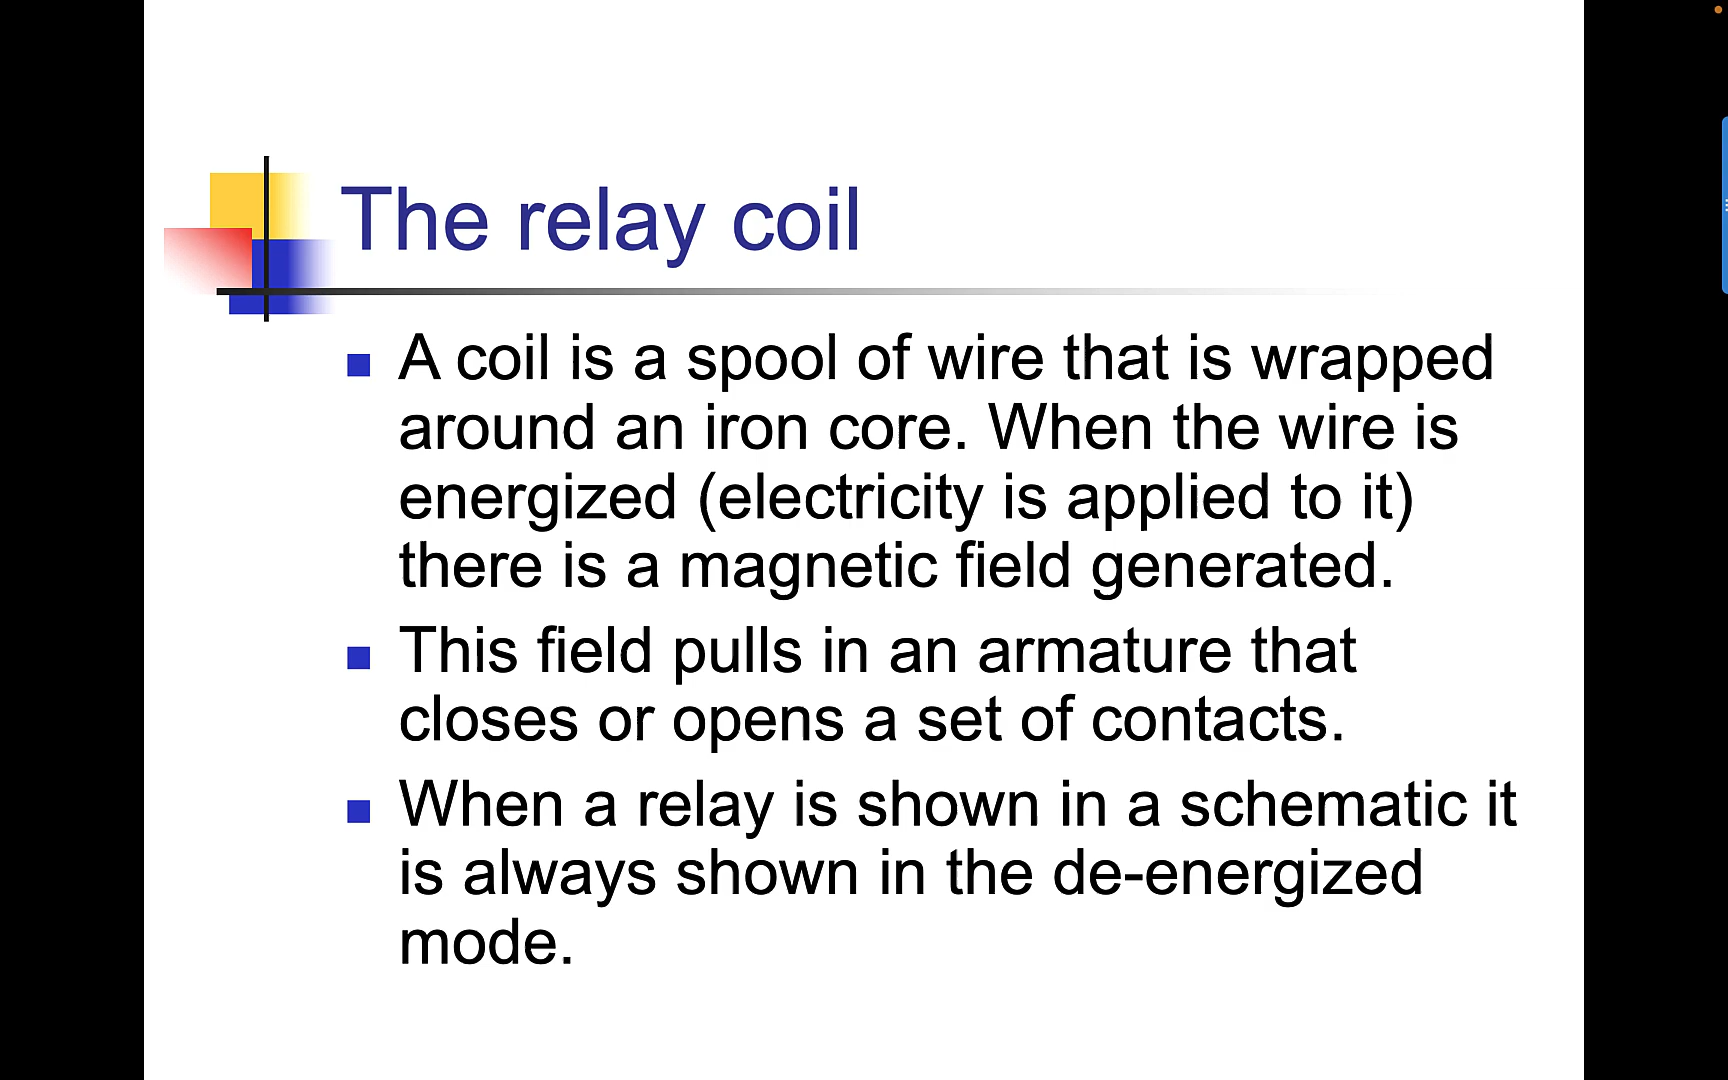 The relay coil
A coil is a spool of wire that is wrapped
around an iron core. When the wire is
energized (electricity is applied to it)
there is a magnetic field generated.
This field pulls in an armature that
closes or opens a set of contacts.
When a relay is shown in a schematic it
is always shown in the de-energized
mode.